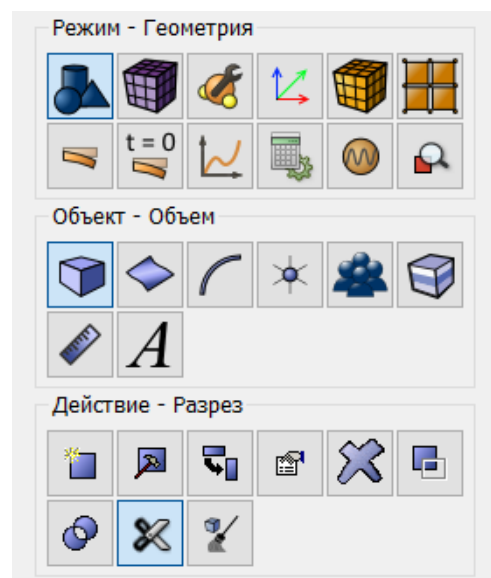 Режим - Геометрия
t = 0
Объект - Объем
A
Действие - Разрез